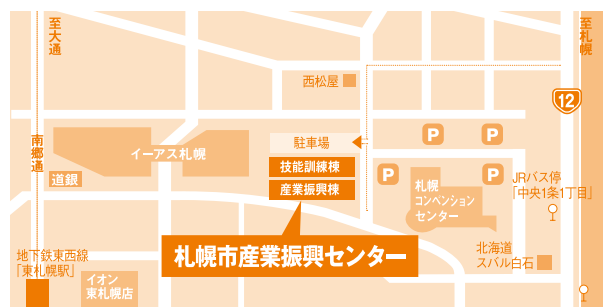 至大通
至札幌
西松屋
12
南郷通
イーアス札幌
駐車場
P
P
技能訓練棟
道銀
産業振興棟
P
P
札幌
コンベンション
センター
JRバス停
「中央1条1丁目」
地下鉄東西線
「東札幌駅」
札幌市産業振興センター
北海道
スバル白石
イオン
東札幌店